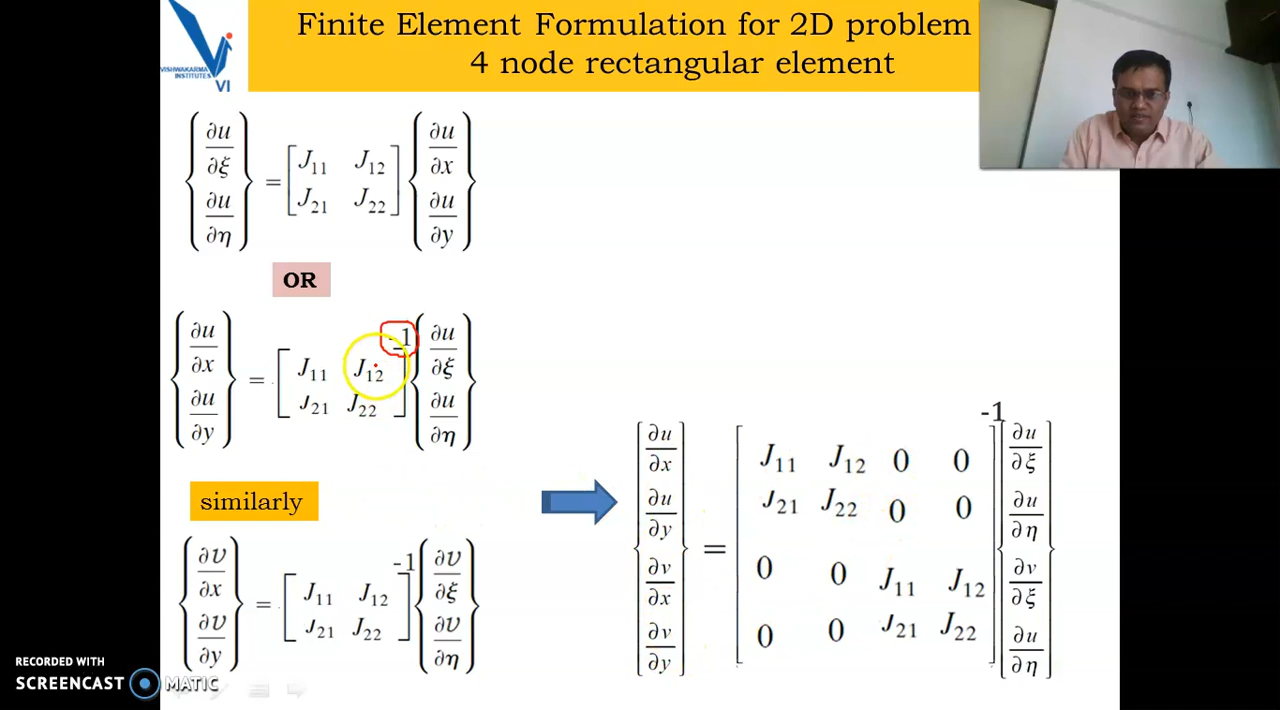 Finite Element Formulation for 2D problem
4 node rectangular element
VISHWAKARMA
INSTITUTES
VI
{∂u/∂ξ ∂u/∂η} = [J11 J12 J21 J22] {∂u/∂x ∂u/∂y}
OR
{∂u/∂x ∂u/∂y} = [J11 J12 J21 J22]-1 {∂u/∂ξ ∂u/∂η}
similarly
{∂υ/∂x ∂υ/∂y} = [J11 J12 J21 J22]-1 {∂υ/∂ξ ∂υ/∂η}
{∂u/∂x ∂u/∂y ∂v/∂x ∂v/∂y} = [J11 J12 0 0 J21 J22 0 0 0 0 J11 J12 0 0 J21 J22]-1 {∂u/∂ξ ∂u/∂η ∂v/∂ξ ∂u/∂η}
RECORDED WITH
SCREENCAST MATIC